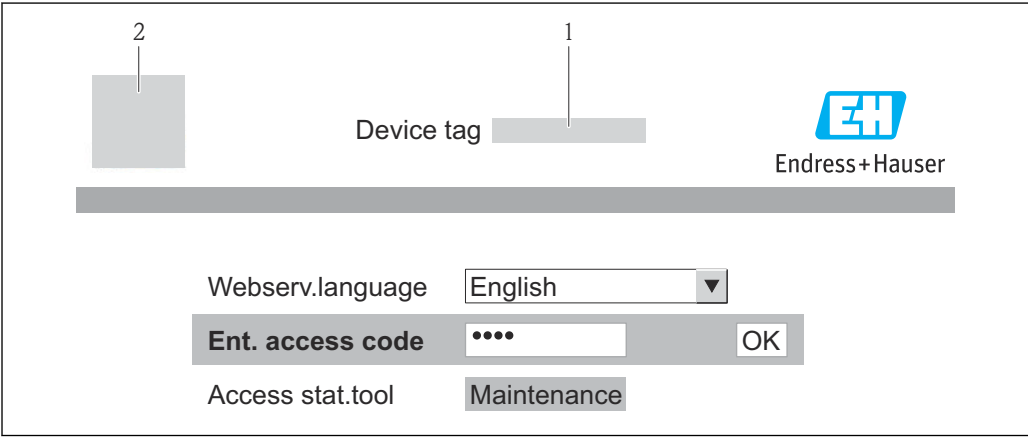 2
1
Device tag
EH
Endress+Hauser
Webserv.language English
Ent. access code •••• OK
Access stat.tool Maintenance